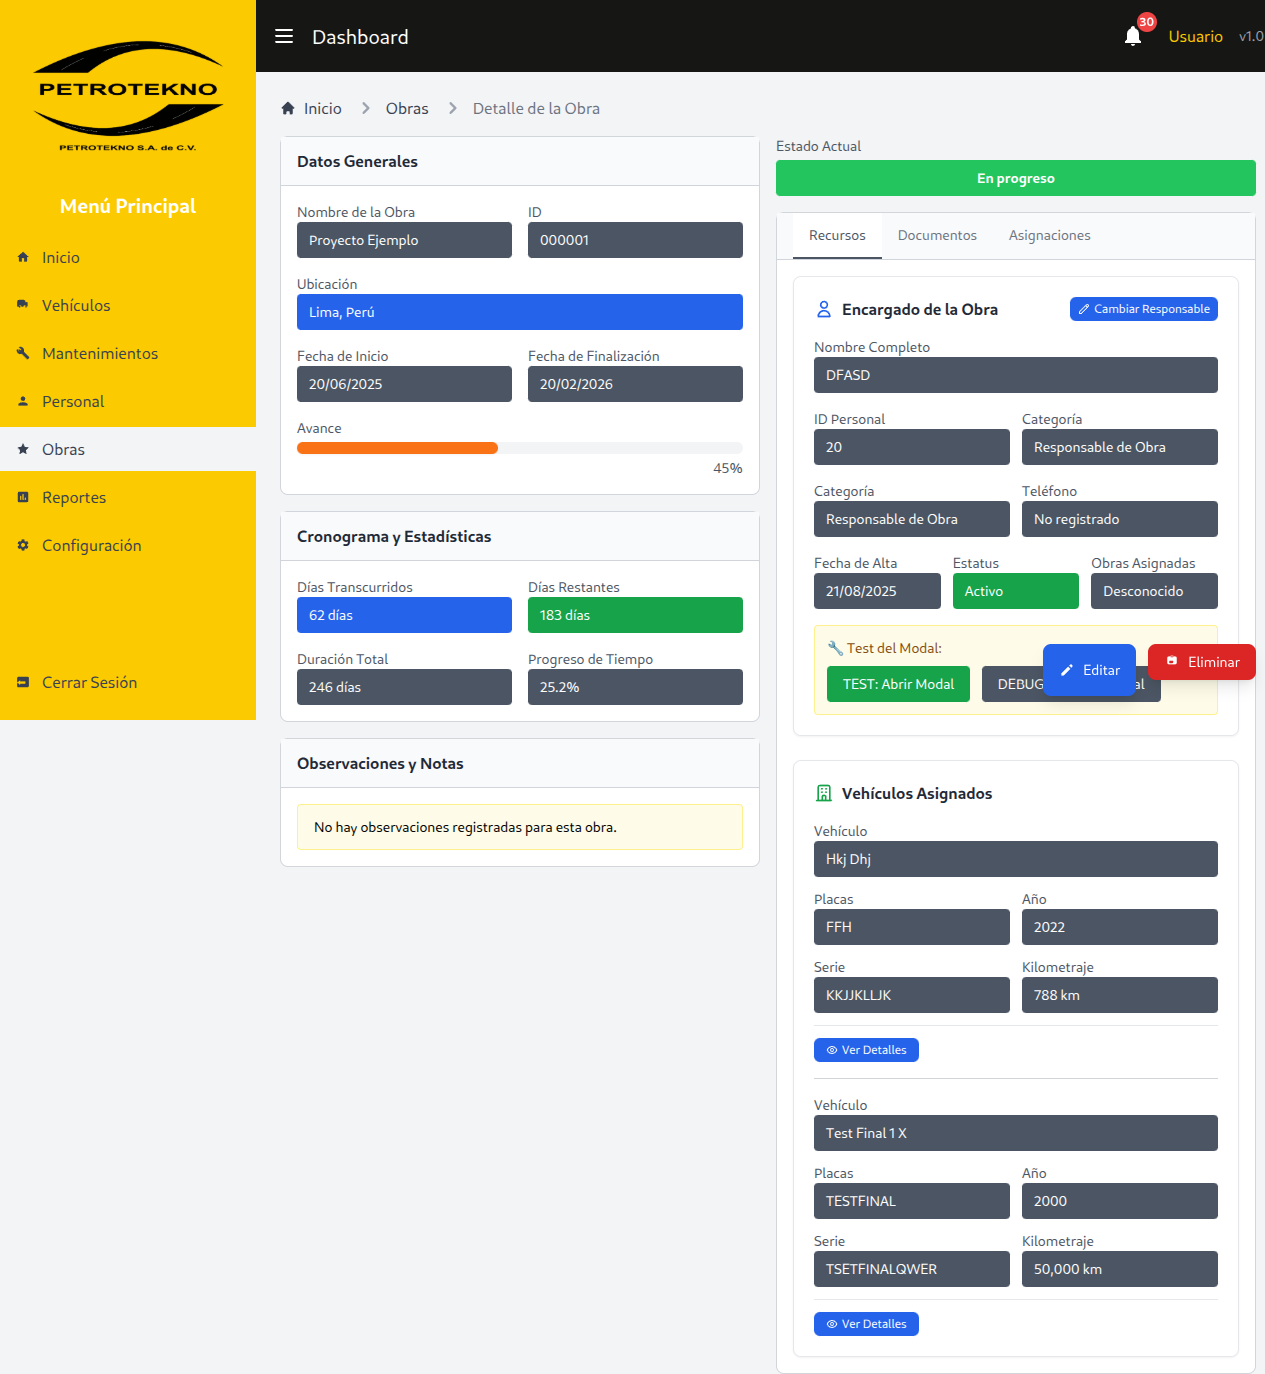 PETROTEKNO
PETROTEKNO S.A. de C.V.
Menú Principal
Inicio
Vehículos
Mantenimientos
Personal
Obras
Reportes
Configuración
Cerrar Sesión
Dashboard
30
Usuario
v1.0
Inicio
Obras
Detalle de la Obra
Datos Generales
Nombre de la Obra
ID
Proyecto Ejemplo
000001
Ubicación
Lima, Perú
Fecha de Inicio
Fecha de Finalización
20/06/2025
20/02/2026
Avance
45%
Cronograma y Estadísticas
Días Transcurridos
Días Restantes
62 días
183 días
Duración Total
Progreso de Tiempo
246 días
25.2%
Observaciones y Notas
No hay observaciones registradas para esta obra.
Estado Actual
En progreso
Recursos
Documentos
Asignaciones
Encargado de la Obra
Cambiar Responsable
Nombre Completo
DFASD
ID Personal
Categoría
20
Responsable de Obra
Categoría
Teléfono
Responsable de Obra
No registrado
Fecha de Alta
Estatus
Obras Asignadas
21/08/2025
Activo
Desconocido
Test del Modal:
TEST: Abrir Modal
DEBUG
Editar
Eliminar
Vehículos Asignados
Vehículo
Hkj Dhj
Placas
Año
FFH
2022
Serie
Kilometraje
KKJJKLLJK
788 km
Ver Detalles
Vehículo
Test Final 1 X
Placas
Año
TESTFINAL
2000
Serie
Kilometraje
TSETFINALQWER
50,000 km
Ver Detalles